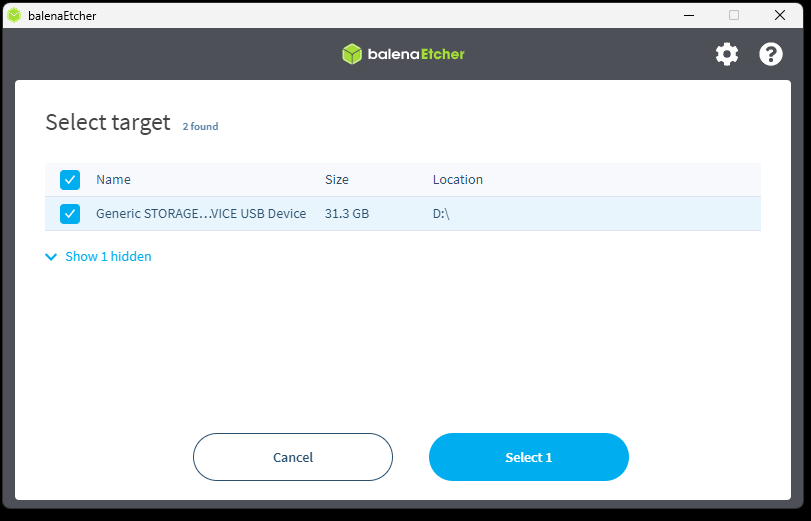 balenaEtcher
balenaEtcher
Select target 2 found
Name Size Location
Generic STORAGE...VICE USB Device 31.3 GB D:\
Show 1 hidden
Cancel Select 1